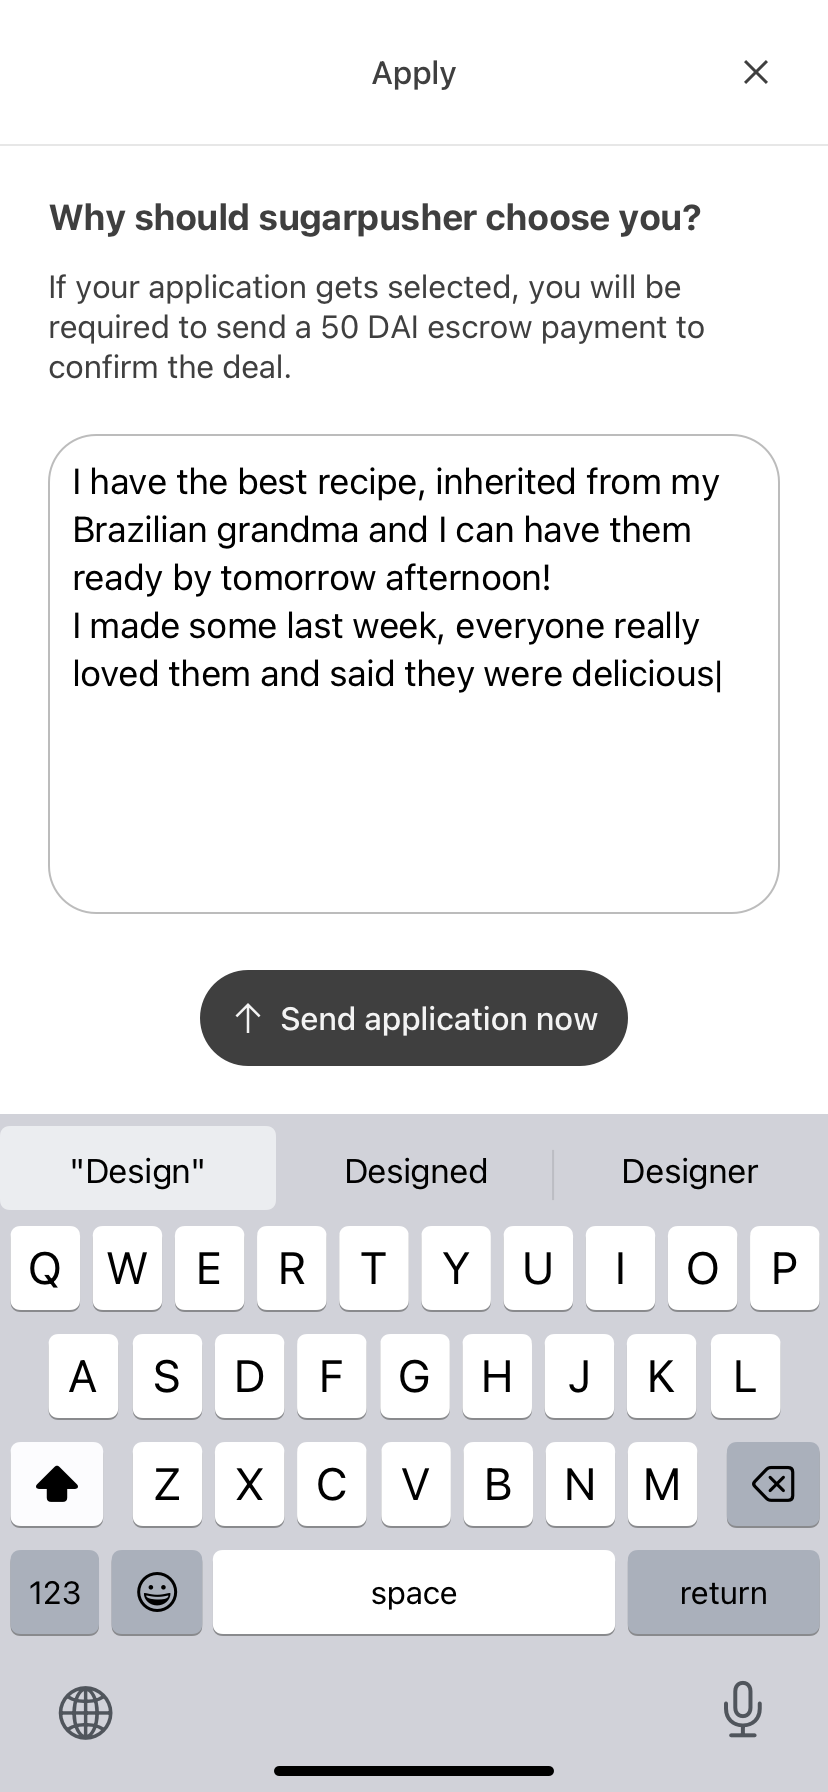 Apply
Why should sugarpusher choose you?
If your application gets selected, you will be
required to send a 50 DAI escrow payment to
confirm the deal.
I have the best recipe, inherited from my
Brazilian grandma and I can have them
ready by tomorrow afternoon!
I made some last week, everyone really
loved them and said they were delicious
Send application now
"Design" Designed Designer
Q W E R T Y U I O P
A S D F G H J K L
Z X C V B N M
123 space return